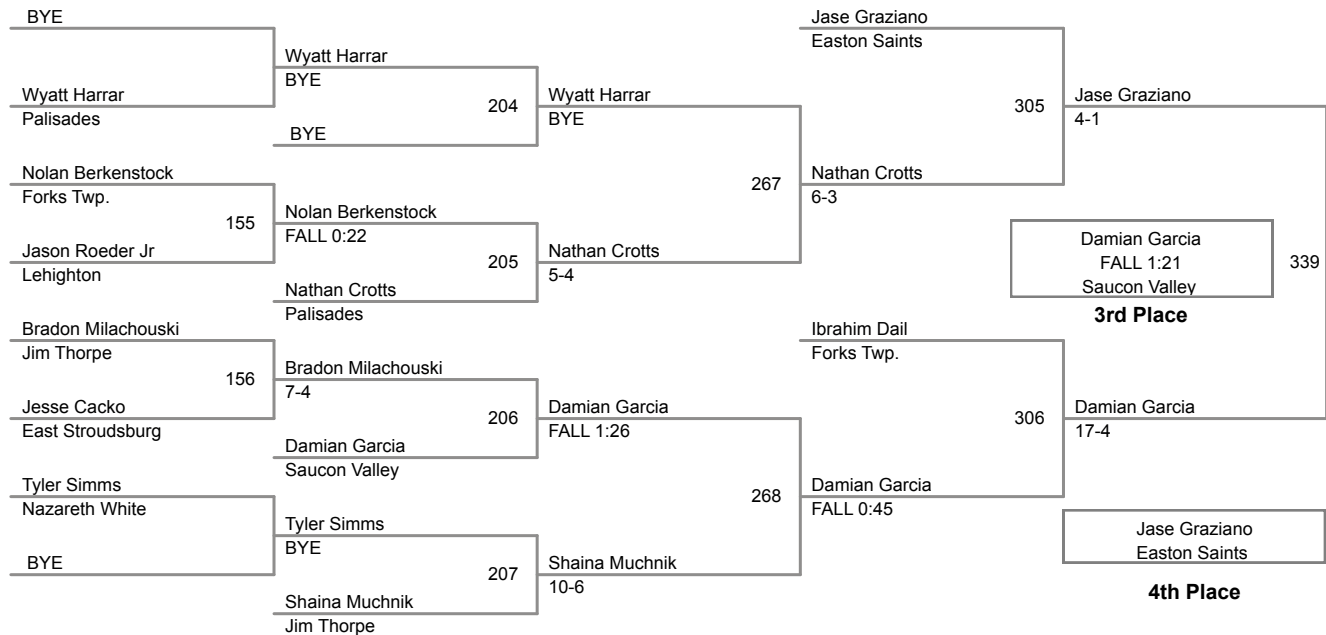 BYE
Wyatt Harrar
Palisades
Nolan Berkenstock
Forks Twp.
155
Jason Roeder Jr
Lehighton
Bradon Milachouski
Jim Thorpe
156
Jesse Cacko
East Stroudsburg
Tyler Simms
Nazareth White
BYE
Wyatt Harrar
BYE
204
BYE
Nolan Berkenstock
FALL 0:22
205
Nathan Crotts
Palisades
Bradon Milachouski
7-4
206
Damian Garcia
Saucon Valley
Tyler Simms
BYE
207
Shaina Muchnik
Jim Thorpe
Wyatt Harrar
BYE
267
Nathan Crotts
5-4
Damian Garcia
FALL 1:26
268
Shaina Muchnik
10-6
Jase Graziano
Easton Saints
305
Nathan Crotts
6-3
Ibrahim Dail
Forks Twp.
306
Damian Garcia
FALL 0:45
Jase Graziano
4-1
Damian Garcia
FALL 1:21
Saucon Valley
339
3rd Place
Damian Garcia
17-4
Jase Graziano
Easton Saints
4th Place